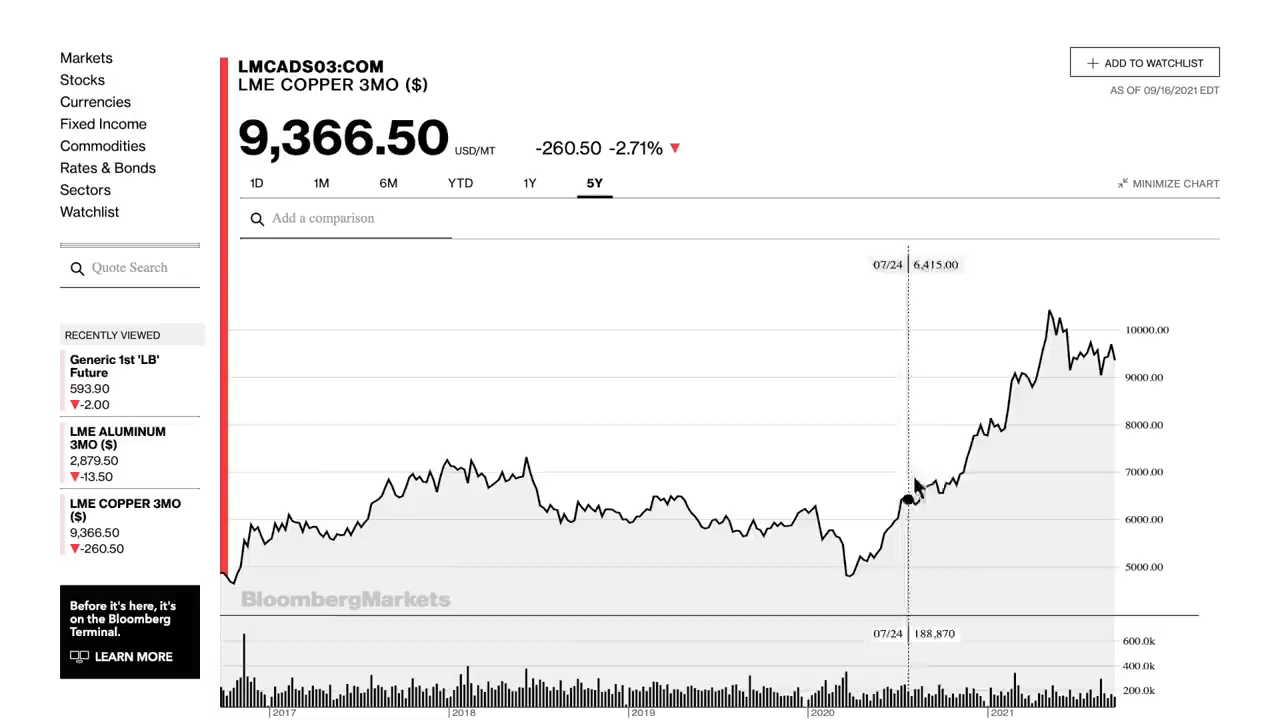 Markets
Stocks
Currencies
Fixed Income
Commodities
Rates & Bonds
Sectors
Watchlist
Quote Search
RECENTLY VIEWED
Generic 1st 'LB'
Future
593.90
▼-2.00
LME ALUMINUM
3MO ($)
2,879.50
▼-13.50
LME COPPER 3MO
($)
9,366.50
▼-260.50
Before it's here, it's
on the Bloomberg
Terminal.
LEARN MORE
LMCADS03:COM
LME COPPER 3MO ($)
+ ADD TO WATCHLIST
AS OF 09/16/2021 EDT
9,366.50 USD/MT -260.50 -2.71% ▼
1D 1M 6M YTD 1Y 5Y
MINIMIZE CHART
Add a comparison
07/24 6,415.00
10000.00
9000.00
8000.00
7000.00
6000.00
5000.00
BloombergMarkets
07/24 188,870
600.0k
400.0k
200.0k
2017 2018 2019 2020 2021